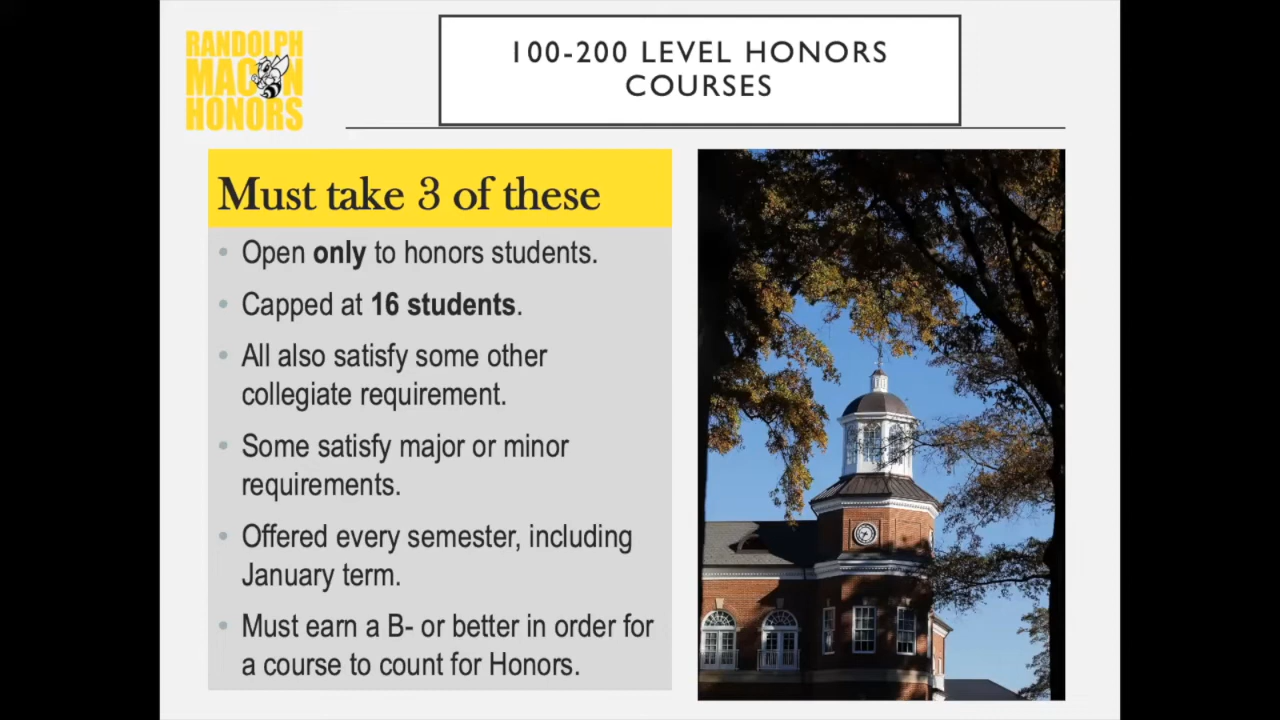 RANDOLPH
MACON
HONORS
100-200 LEVEL HONORS
COURSES
Must take 3 of these
• Open only to honors students.
• Capped at 16 students.
• All also satisfy some other
collegiate requirement.
• Some satisfy major or minor
requirements.
• Offered every semester, including
January term.
• Must earn a B- or better in order for
a course to count for Honors.